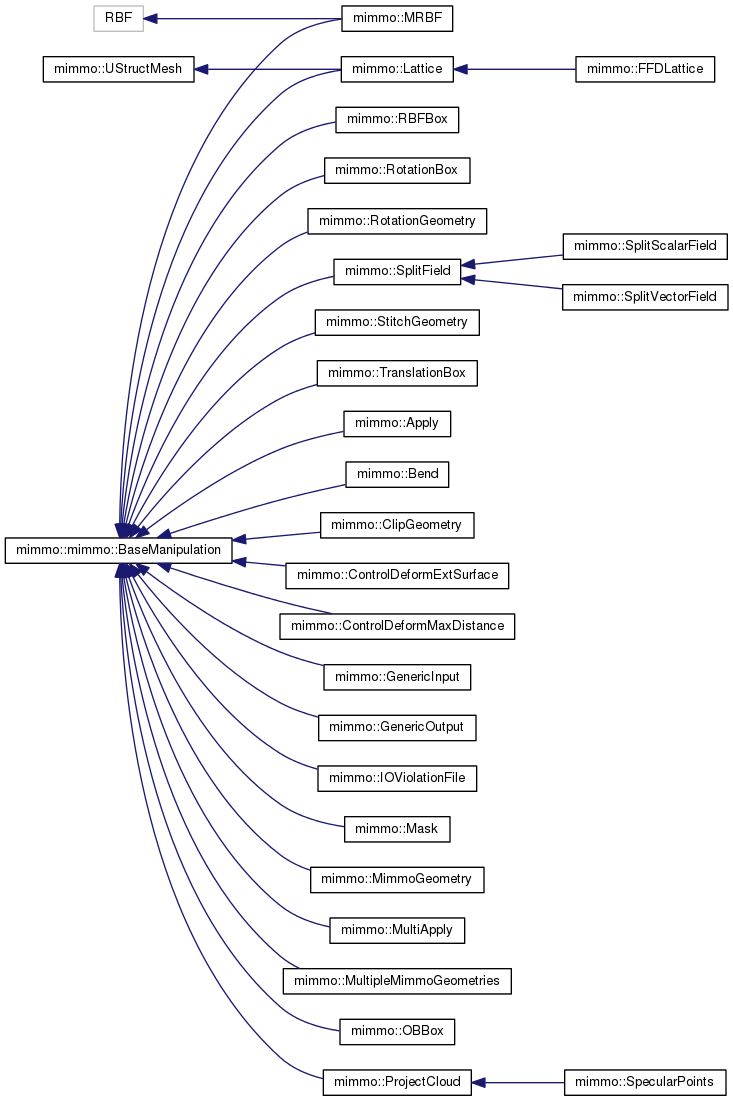 RBF
mimmo::MRBF
mimmo::UStructMesh
mimmo::Lattice
mimmo::FFDLattice
mimmo::RBFBox
mimmo::RotationBox
mimmo::RotationGeometry
mimmo::SplitField
mimmo::SplitScalarField
mimmo::SplitVectorField
mimmo::StitchGeometry
mimmo::TranslationBox
mimmo::Apply
mimmo::Bend
mimmo::ClipGeometry
mimmo::mimmo::BaseManipulation
mimmo::ControlDeformExtSurface
mimmo::ControlDeformMaxDistance
mimmo::GenericInput
mimmo::GenericOutput
mimmo::IOViolationFile
mimmo::Mask
mimmo::MimmoGeometry
mimmo::MultiApply
mimmo::MultipleMimmoGeometries
mimmo::OBBox
mimmo::ProjectCloud
mimmo::SpecularPoints